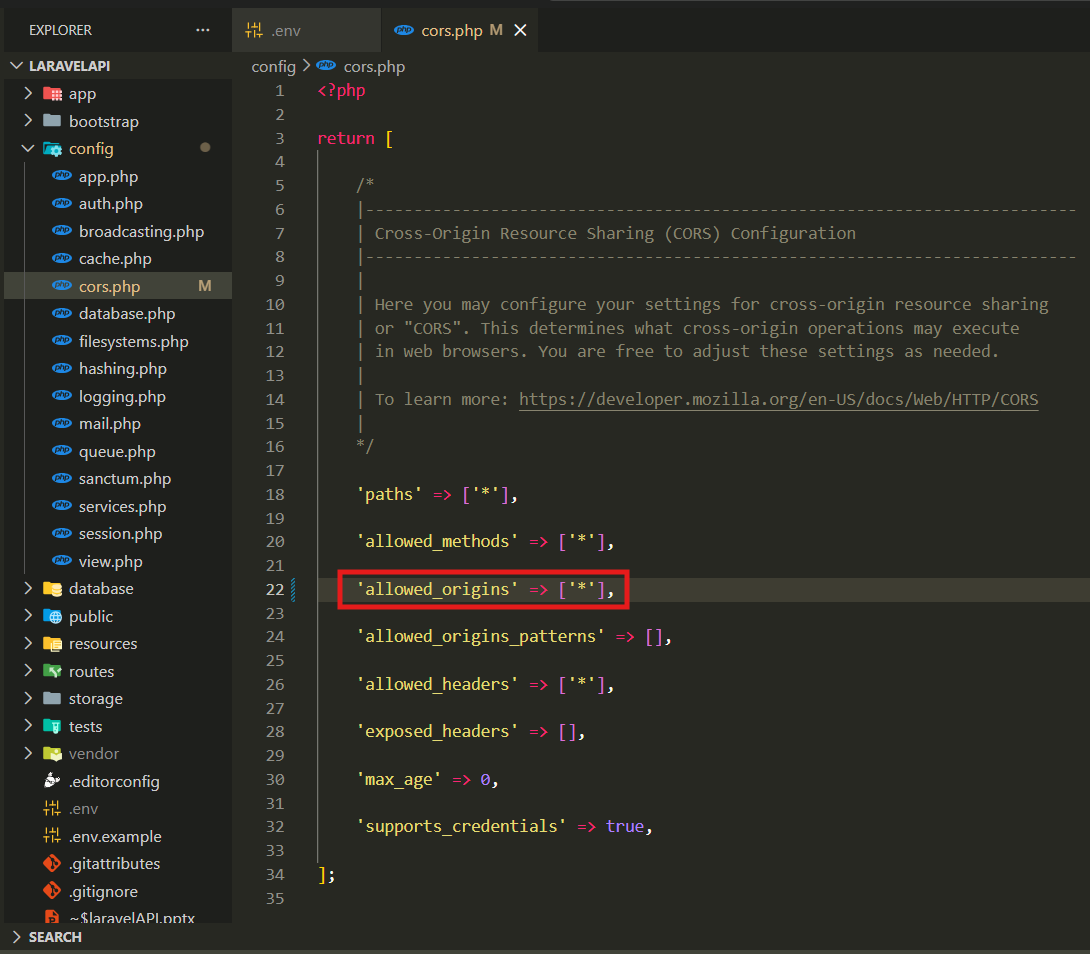 EXPLORER ···
LARAVELAPI
app
bootstrap
config
app.php
auth.php
broadcasting.php
cache.php
cors.php M
database.php
filesystems.php
hashing.php
logging.php
mail.php
queue.php
sanctum.php
services.php
session.php
view.php
database
public
resources
routes
storage
tests
vendor
.editorconfig
.env
.env.example
.gitattributes
.gitignore
~$laravelAPI.pptx
SEARCH
.env
php cors.php M
config > php cors.php
1 <?php
2
3 return [
4
5 /*
6 |--------------------------------------------------------------------------
7 | Cross-Origin Resource Sharing (CORS) Configuration
8 |--------------------------------------------------------------------------
9 |
10 | Here you may configure your settings for cross-origin resource sharing
11 | or "CORS". This determines what cross-origin operations may execute
12 | in web browsers. You are free to adjust these settings as needed.
13 |
14 | To learn more: https://developer.mozilla.org/en-US/docs/Web/HTTP/CORS
15 |
16 */
17
18 'paths' => ['*'],
19
20 'allowed_methods' => ['*'],
21
22 'allowed_origins' => ['*'],
23
24 'allowed_origins_patterns' => [],
25
26 'allowed_headers' => ['*'],
27
28 'exposed_headers' => [],
29
30 'max_age' => 0,
31
32 'supports_credentials' => true,
33
34 ];
35